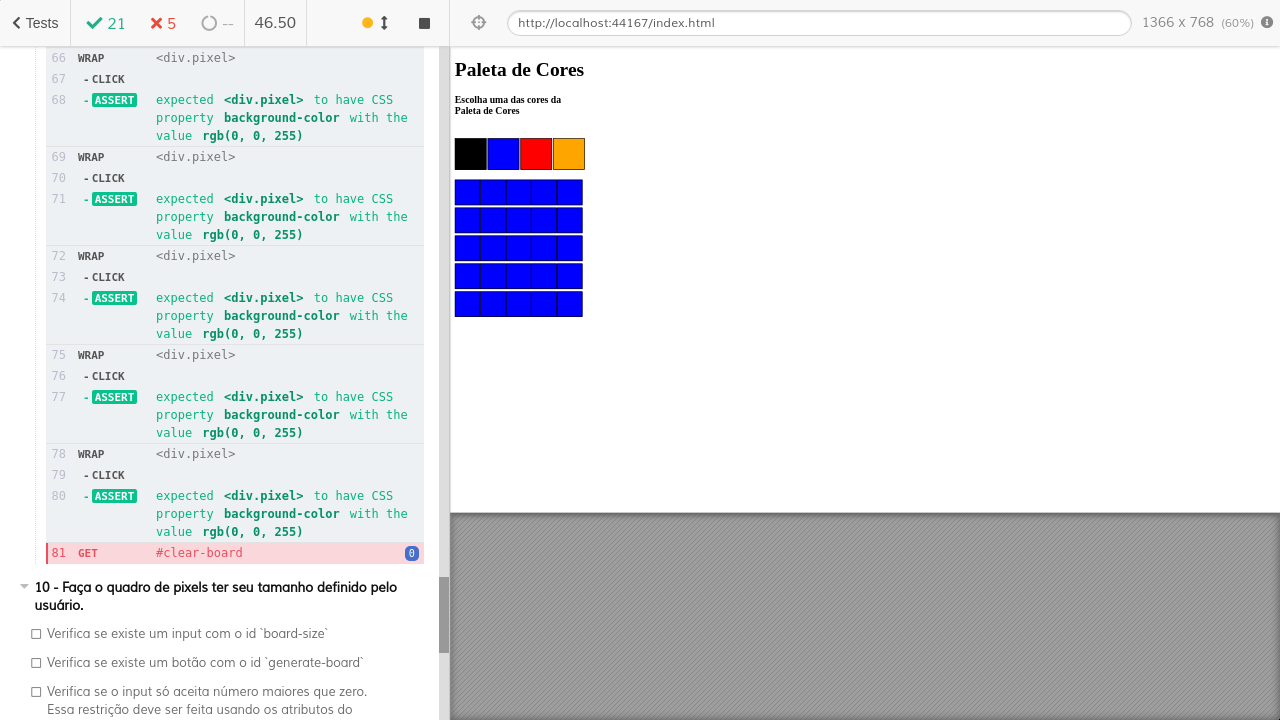 Tests 21 5 -- 46.50 http://localhost:44167/index.html 1366 x 768 (60%)
66 WRAP <div.pixel>
67 - CLICK
68 - ASSERT expected <div.pixel> to have CSS
property background-color with the
value rgb(0, 0, 255)
69 WRAP <div.pixel>
70 - CLICK
71 - ASSERT expected <div.pixel> to have CSS
property background-color with the
value rgb(0, 0, 255)
72 WRAP <div.pixel>
73 - CLICK
74 - ASSERT expected <div.pixel> to have CSS
property background-color with the
value rgb(0, 0, 255)
75 WRAP <div.pixel>
76 - CLICK
77 - ASSERT expected <div.pixel> to have CSS
property background-color with the
value rgb(0, 0, 255)
78 WRAP <div.pixel>
79 - CLICK
80 - ASSERT expected <div.pixel> to have CSS
property background-color with the
value rgb(0, 0, 255)
81 GET #clear-board 0
10 - Faça o quadro de pixels ter seu tamanho definido pelo
usuário.
Verifica se existe um input com o id `board-size`
Verifica se existe um botão com o id `generate-board`
Verifica se o input só aceita número maiores que zero.
Essa restrição deve ser feita usando os atributos do
Paleta de Cores
Escolha uma das cores da
Paleta de Cores